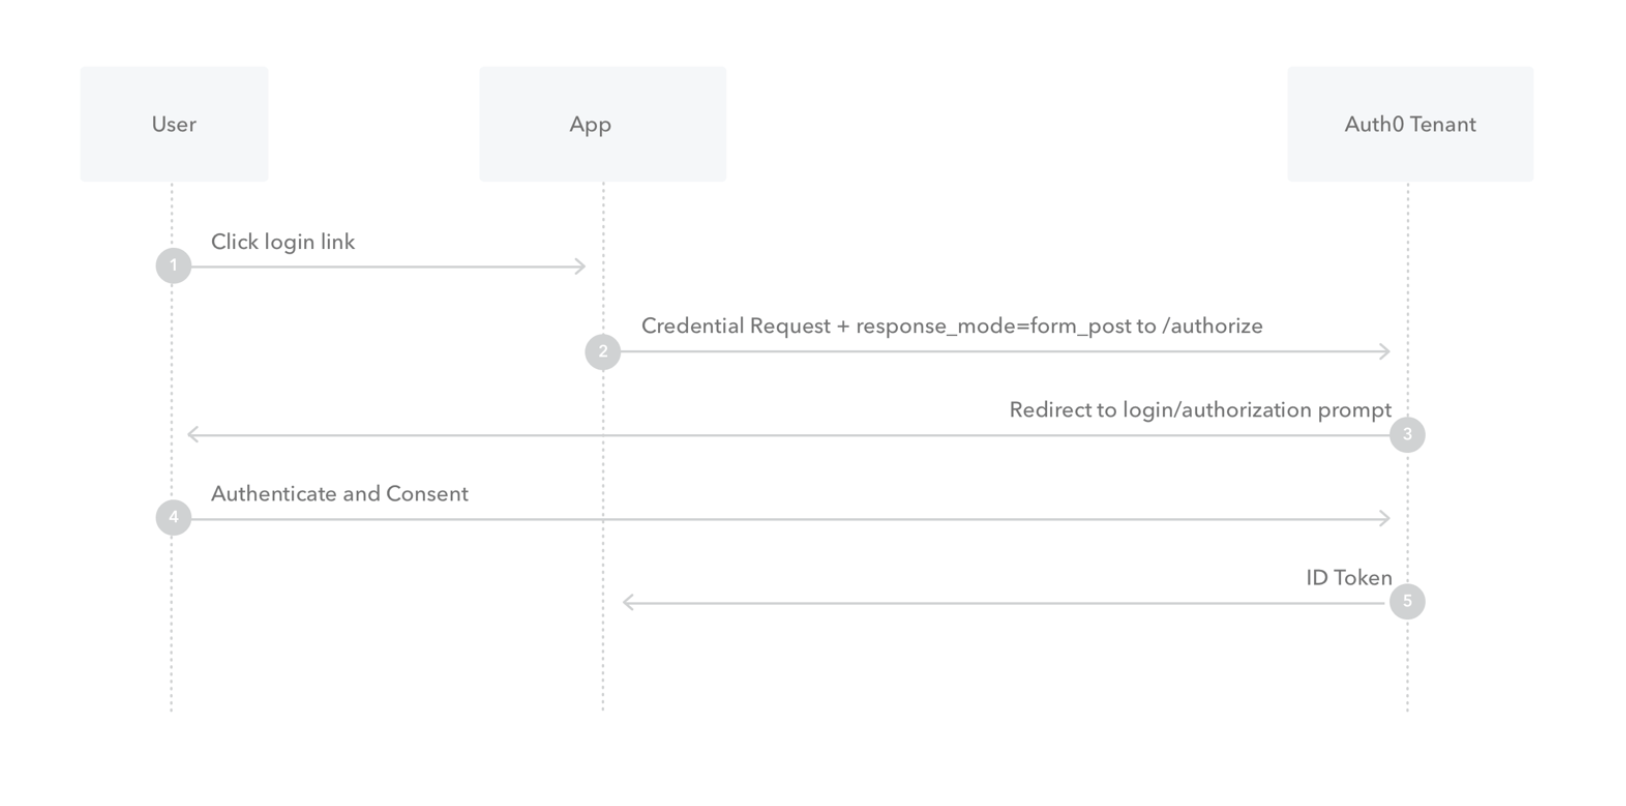 User
App
Auth0 Tenant
Click login link
1
Credential Request + response_mode=form_post to /authorize
2
Redirect to login/authorization prompt
3
Authenticate and Consent
4
ID Token
5